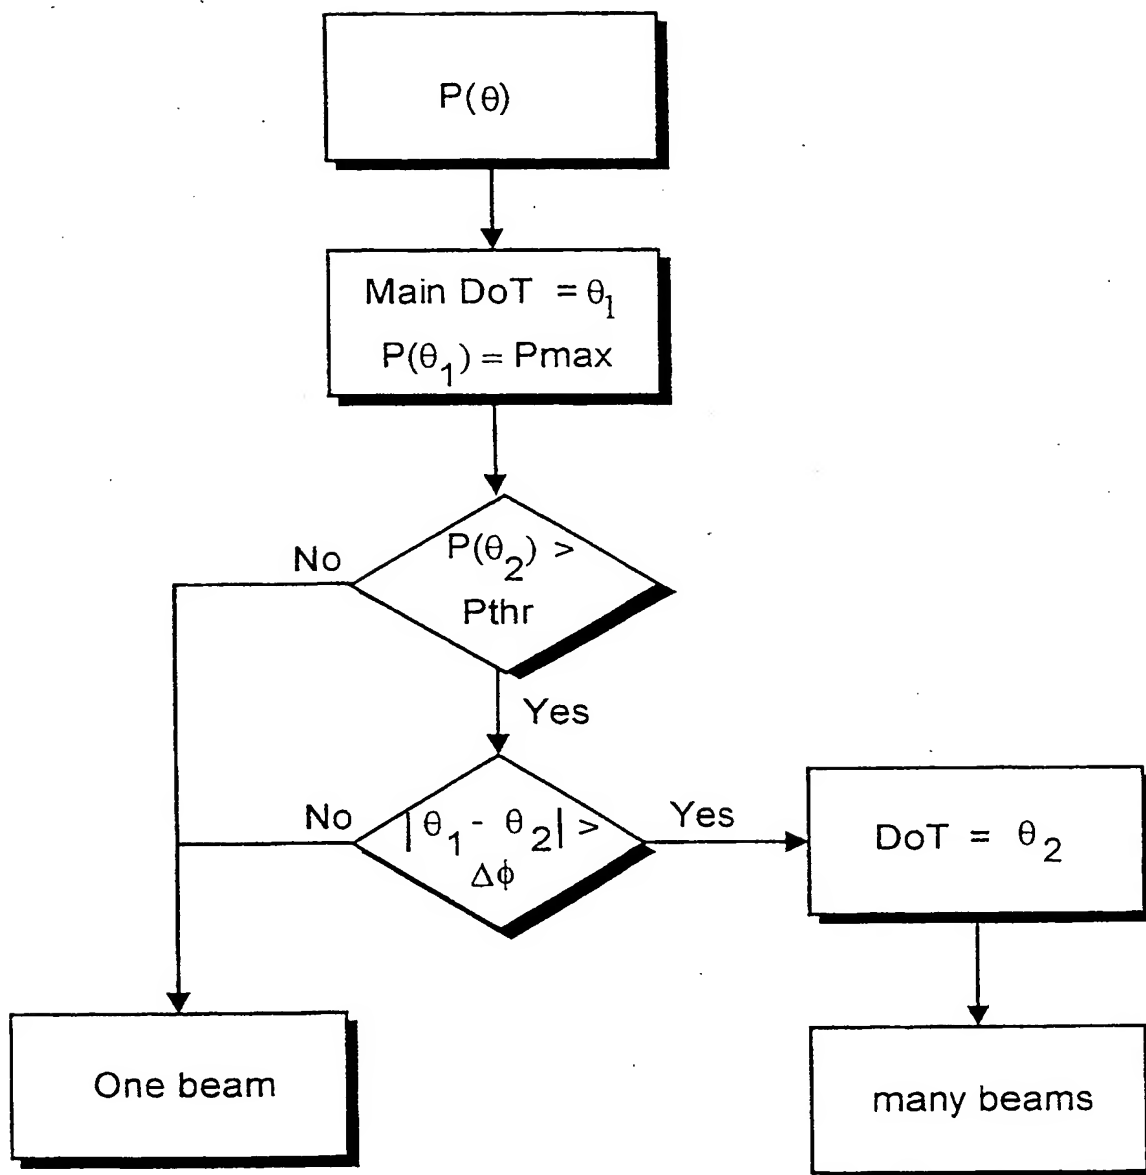 P(θ)
Main DoT = θ₁
P(θ₁) = Pmax
No
P(θ₂) >
Pthr
Yes
No
|θ₁ - θ₂| >
Δϕ
Yes
DoT = θ₂
One beam
many beams